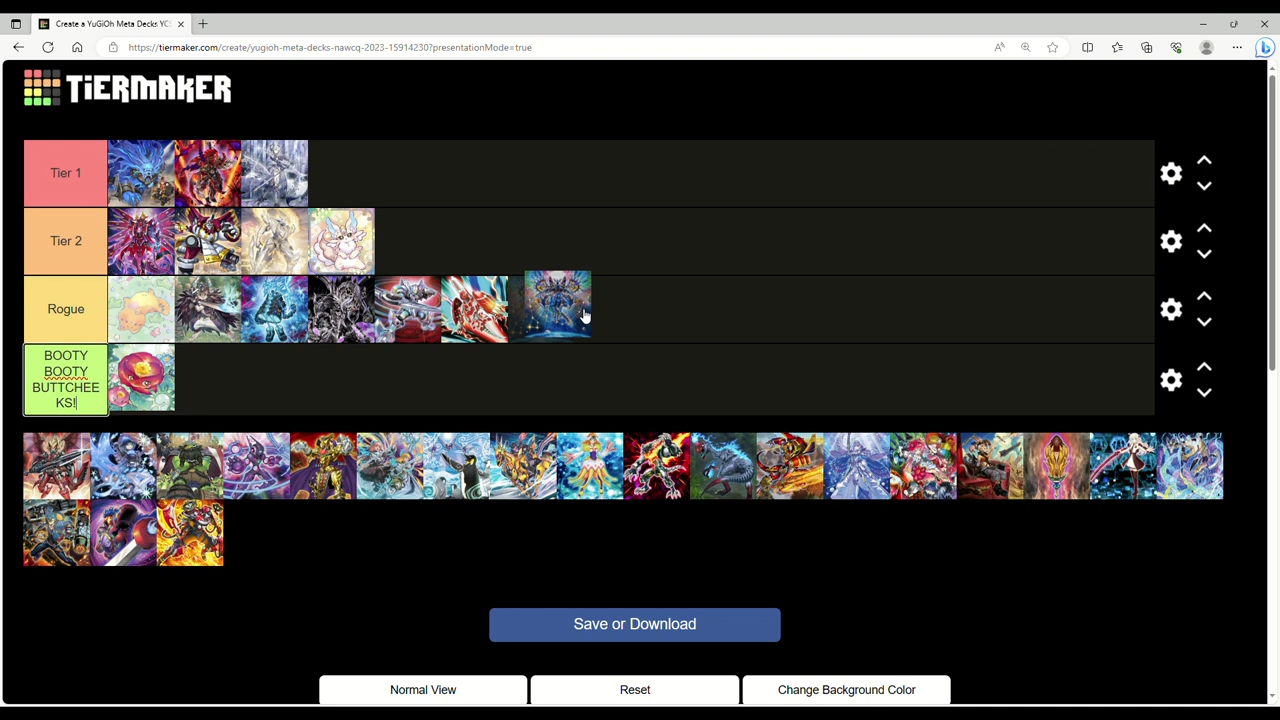 Create a YuGiOh Meta Decks YCS
https://tiermaker.com/create/yugioh-meta-decks-nawcq-2023-15914230?presentationMode=true
TiERMAKER
Tier 1
Tier 2
Rogue
BOOTY
BOOTY
BUTTCHEE
KS!
Save or Download
Normal View
Reset
Change Background Color